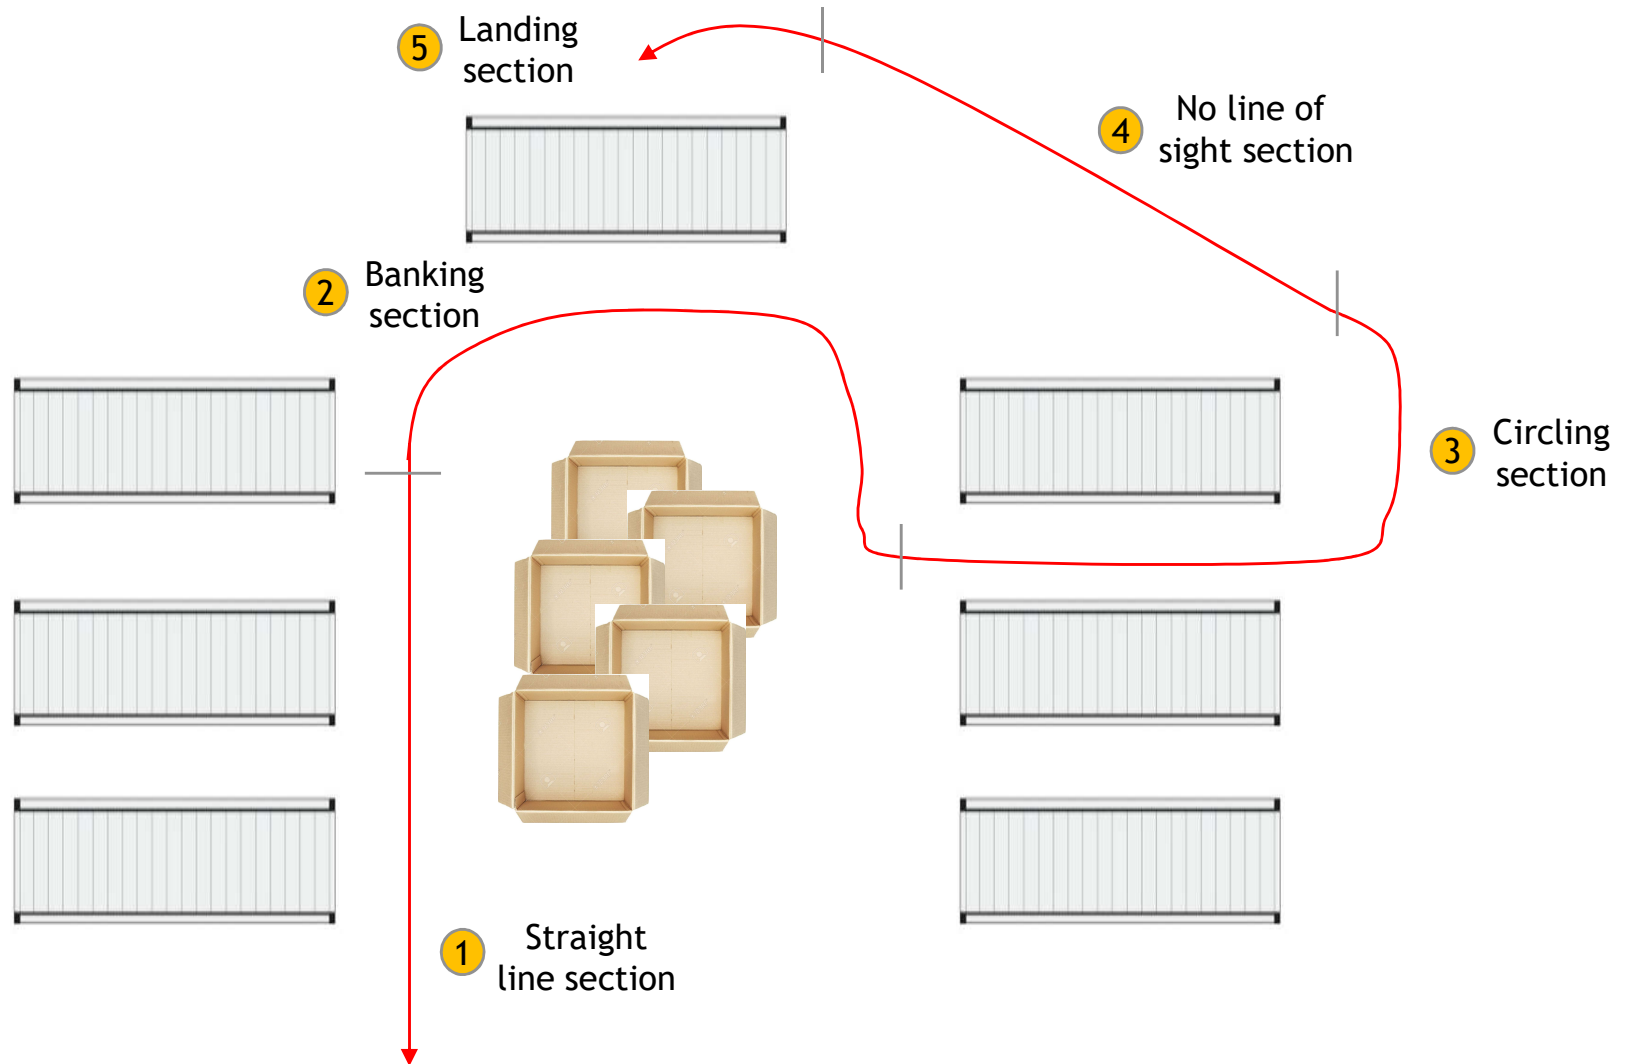 5
Landing
section
4
No line of
sight section
2
Banking
section
3
Circling
section
1
Straight
line section